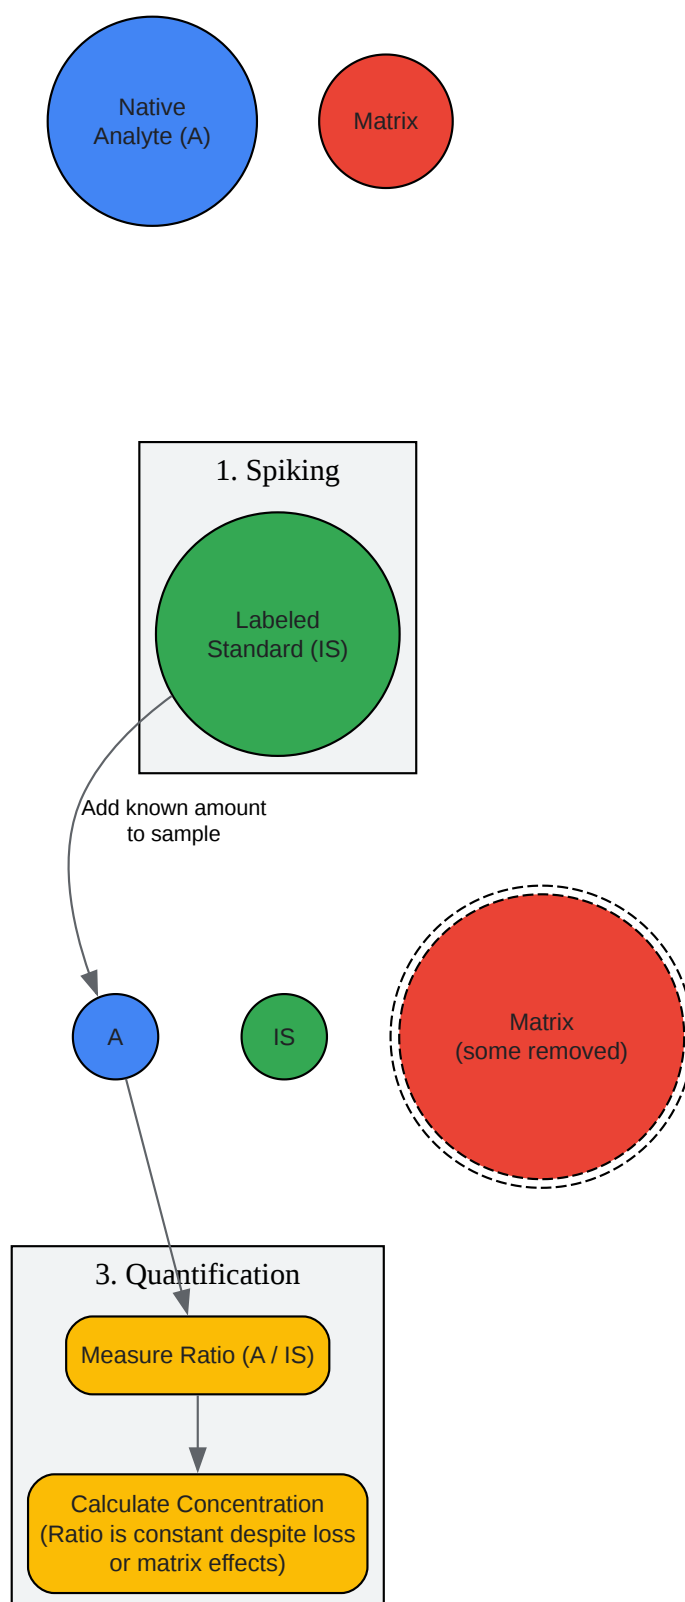 Native
Analyte (A)
Matrix
1. Spiking
Labeled
Standard (IS)
Add known amount
to sample
A
IS
Matrix
(some removed)
3. Quantification
Measure Ratio (A / IS)
Calculate Concentration
(Ratio is constant despite loss
or matrix effects)